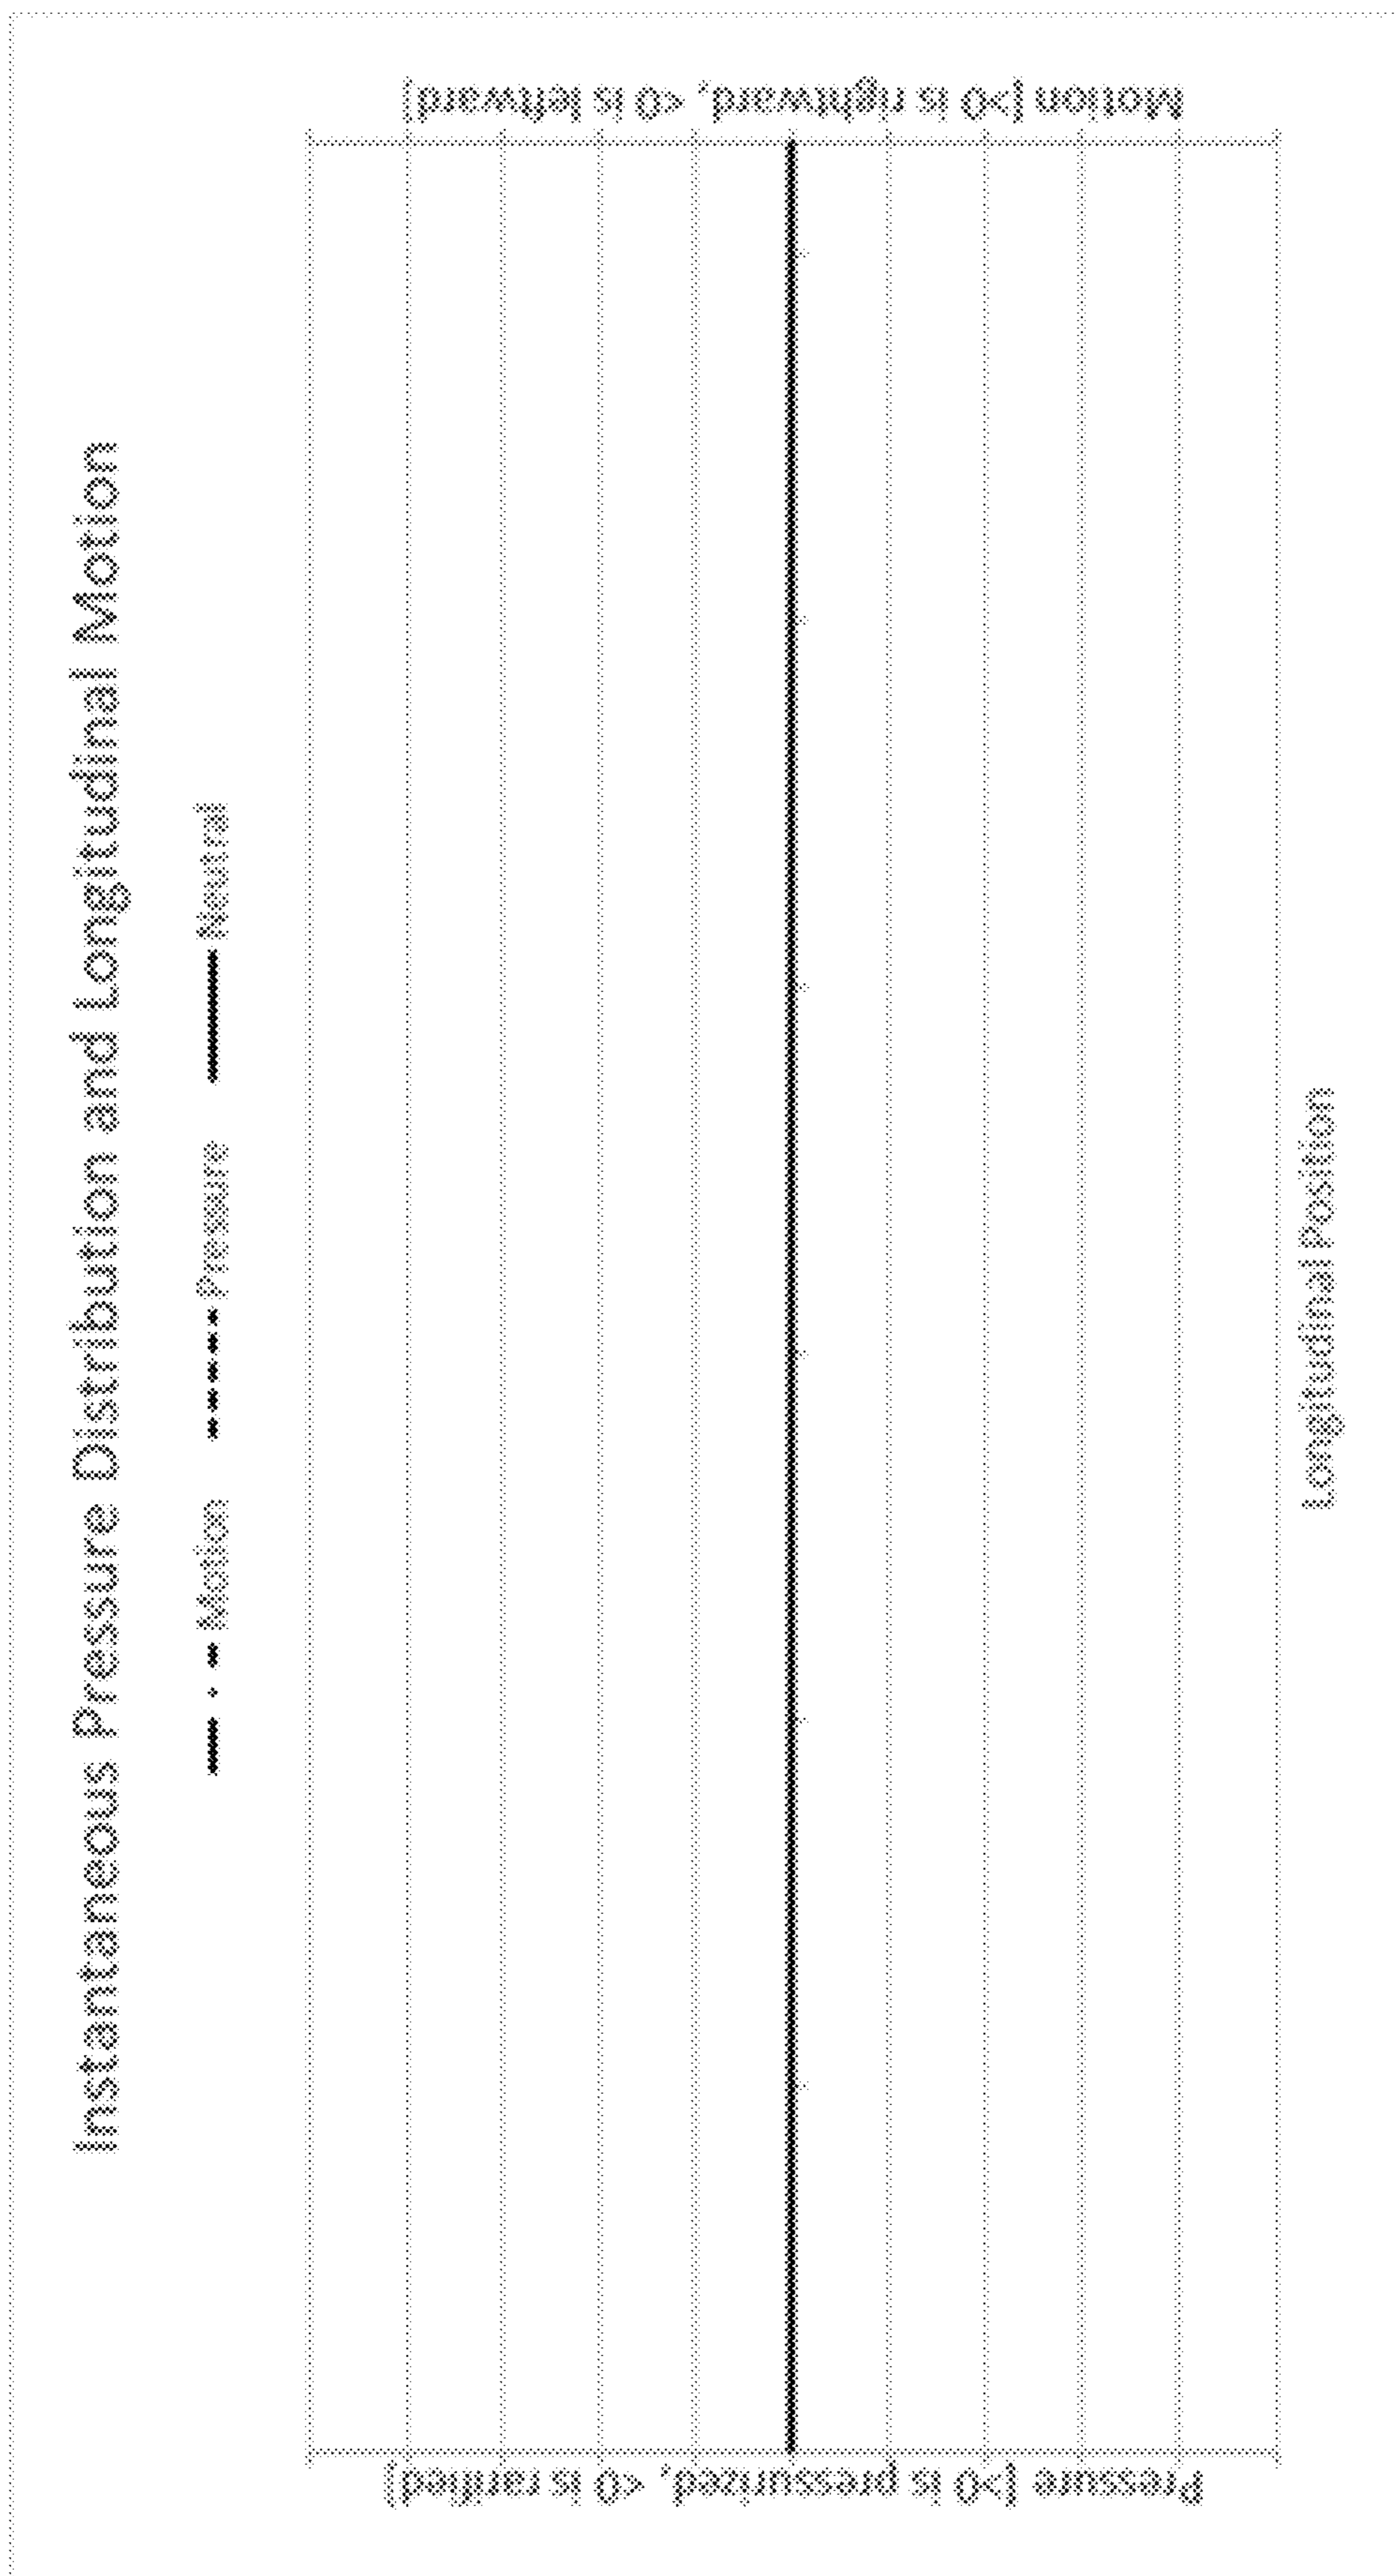 Instantaneous Pressure Distribution and Longitudinal Motion
Motion Pressure Neutral
Pressure [>0 is pressurized, <0 is rarified]
Motion [>0 is rightward, <0 is leftward]
Longitudinal Position